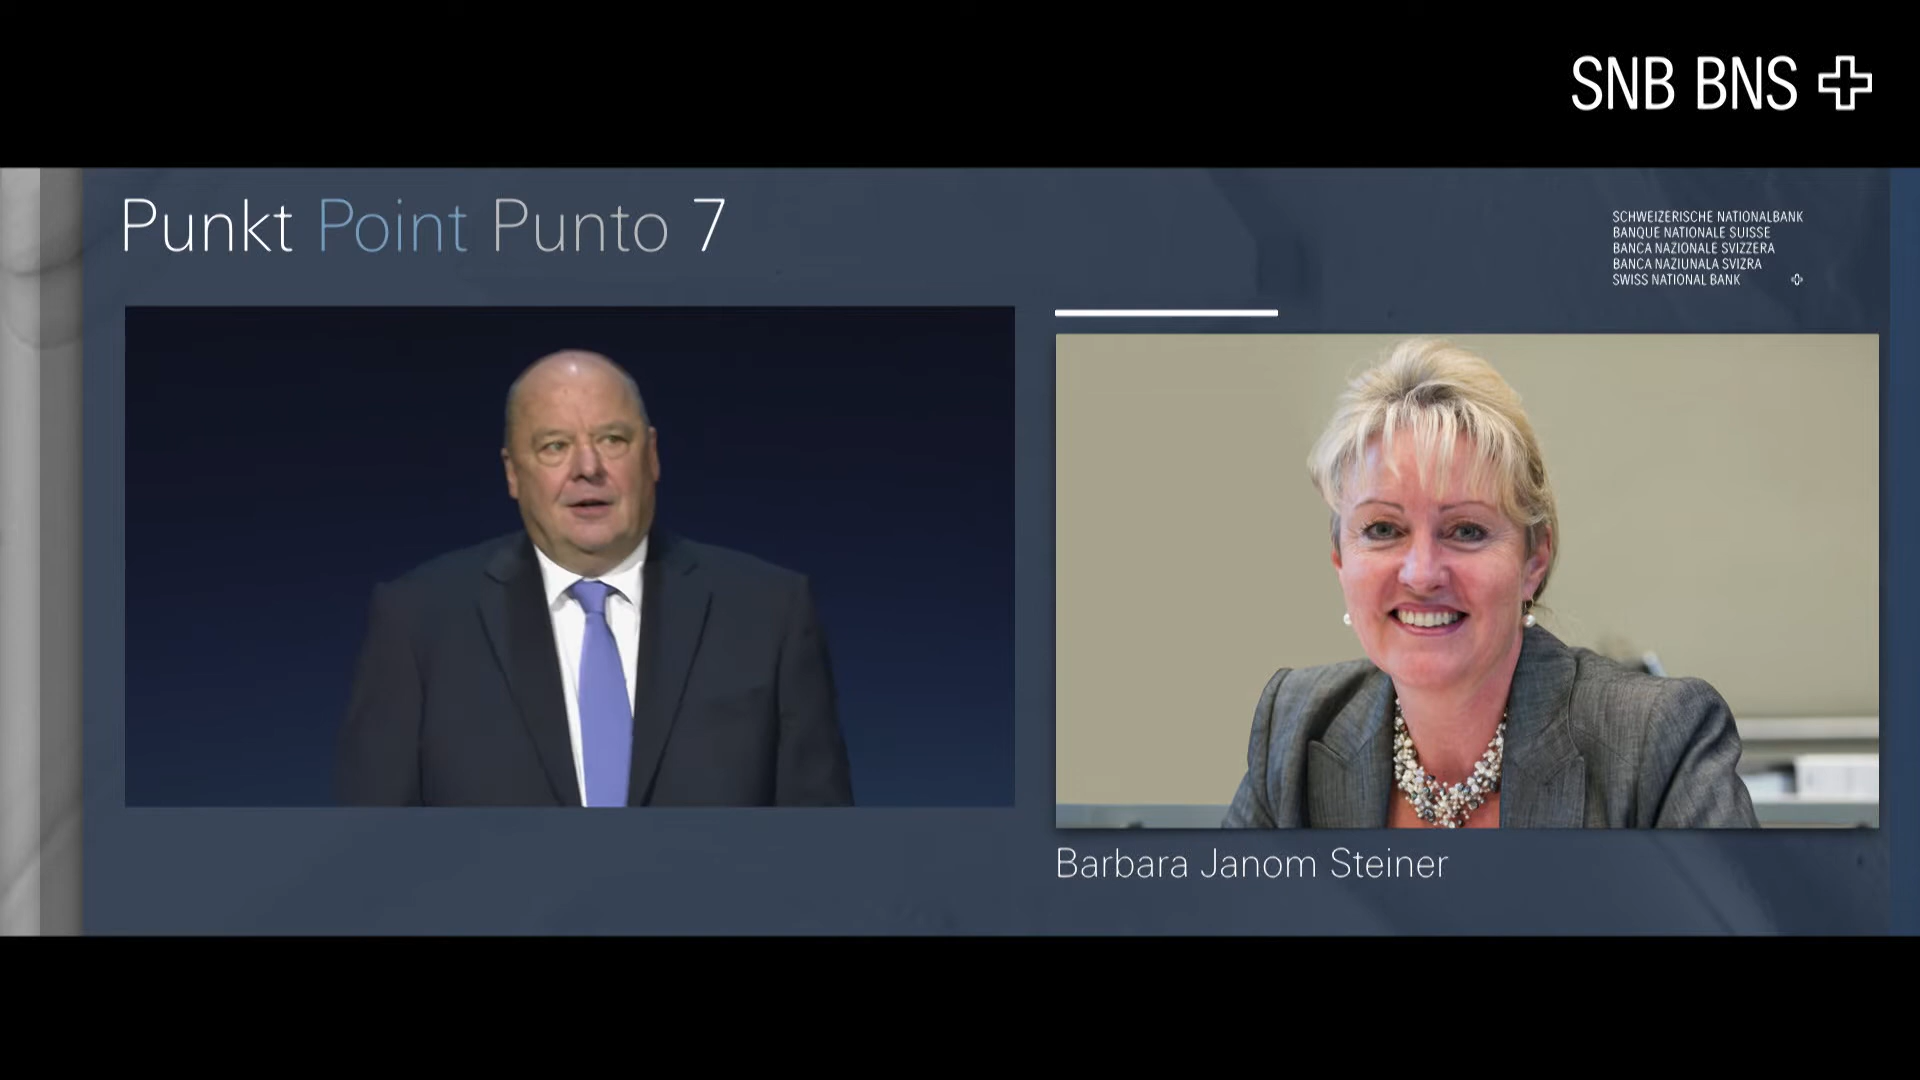 SNB BNS
Punkt Point Punto 7
SCHWEIZERISCHE NATIONALBANK
BANQUE NATIONALE SUISSE
BANCA NAZIONALE SVIZZERA
BANCA NAZIUNALA SVIZRA
SWISS NATIONAL BANK
Barbara Janom Steiner